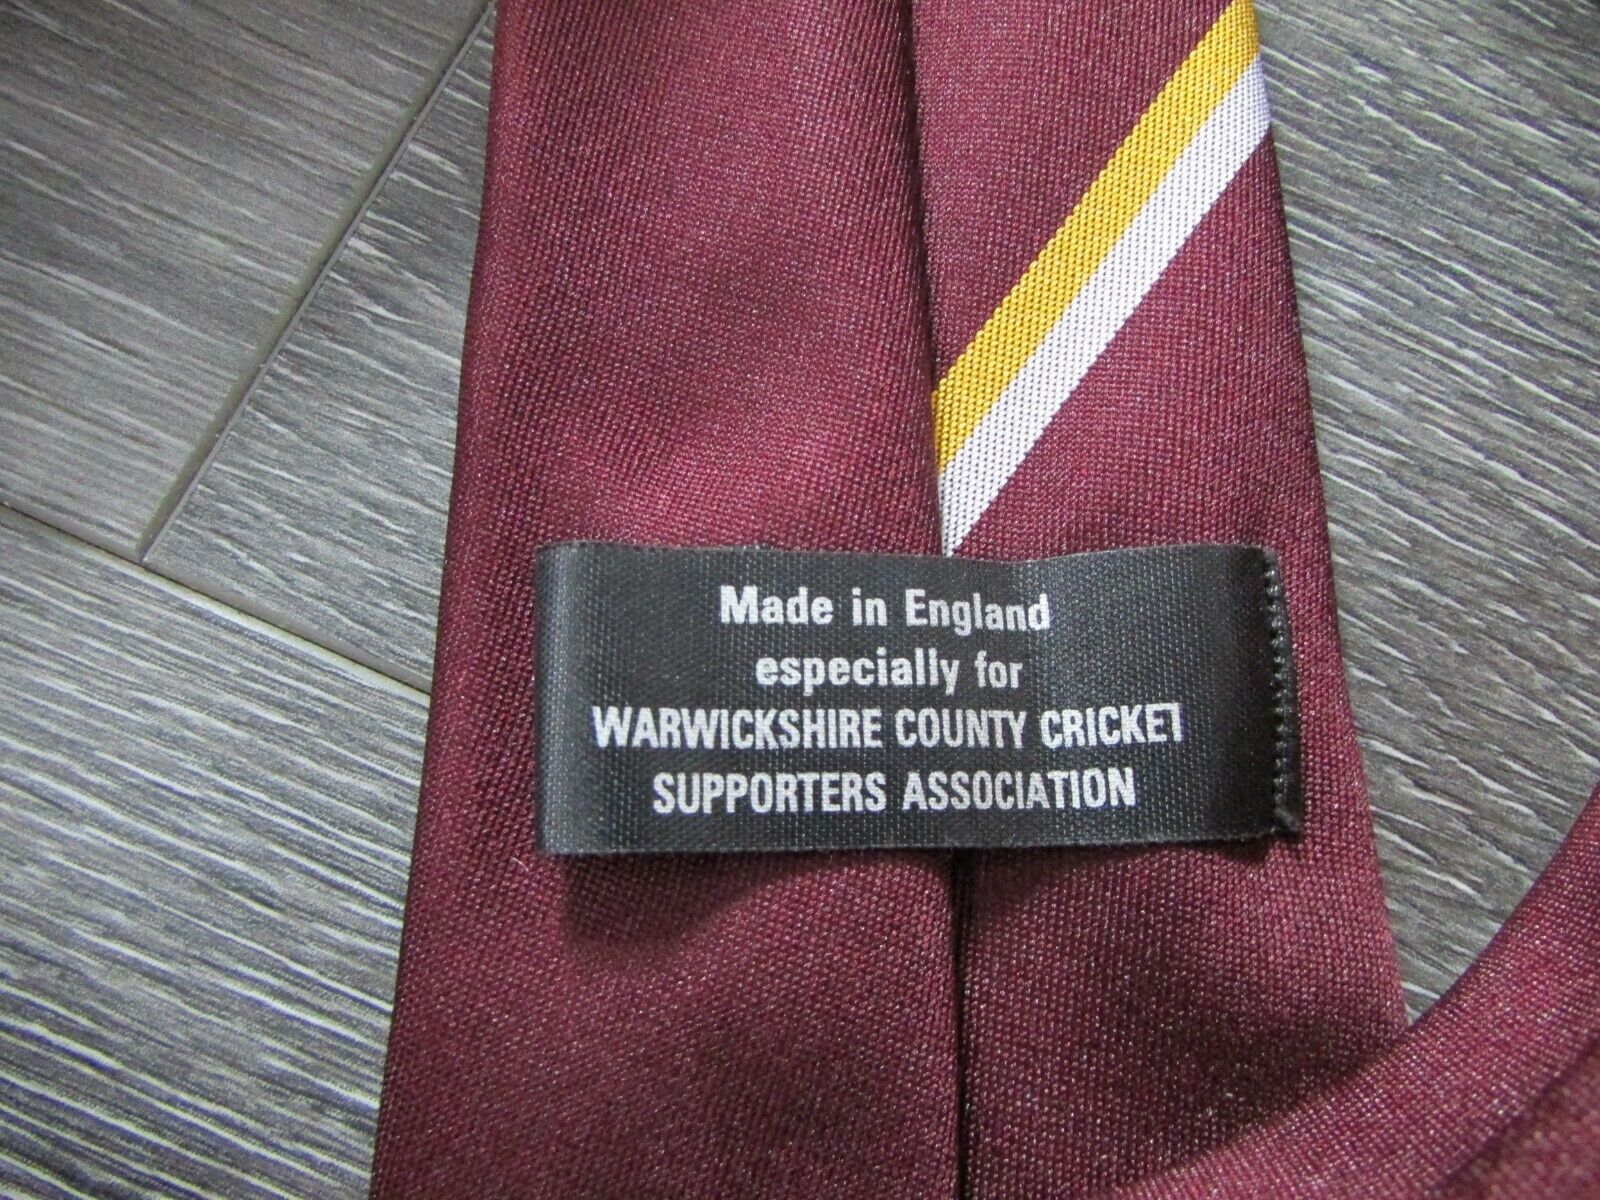 Made in England
especially for
WARWICKSHIRE COUNTY CRICKET
SUPPORTERS ASSOCIATION